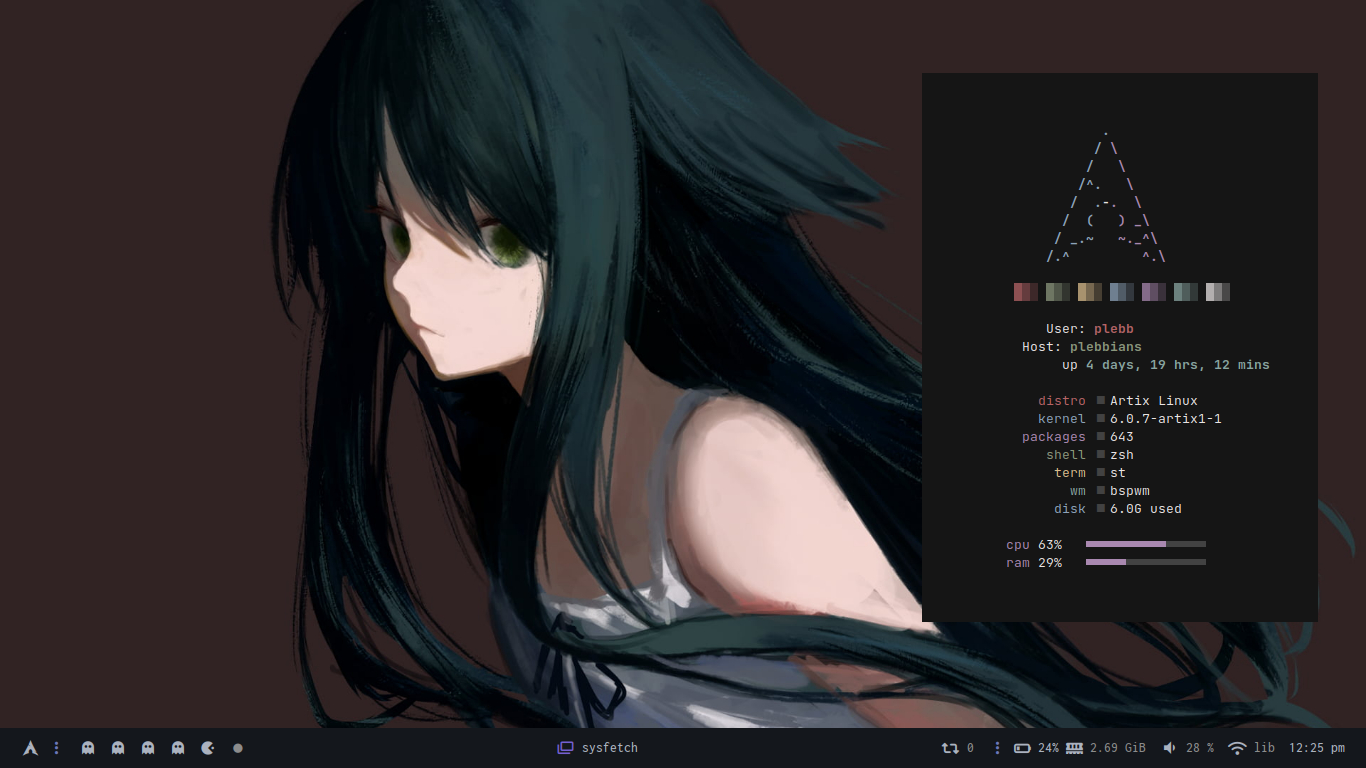 User: plebb
Host: plebbians
up 4 days, 19 hrs, 12 mins
distro Artix Linux
kernel 6.0.7-artix1-1
packages 643
shell zsh
term st
wm bspwm
disk 6.0G used
cpu 63%
ram 29%
sysfetch 0 24% 2.69 GiB 28 % lib 12:25 pm